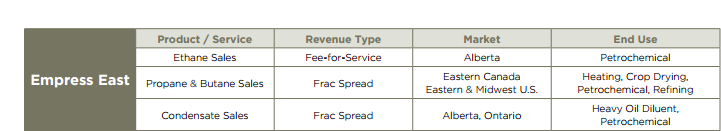 Product / Service Revenue Type Market End Use
Ethane Sales Fee-for-Service Alberta Petrochemical
Empress East
Propane & Butane Sales Frac Spread Eastern Canada
Eastern & Midwest U.S. Heating, Crop Drying,
Petrochemical, Refining
Condensate Sales Frac Spread Alberta, Ontario Heavy Oil Diluent,
Petrochemical